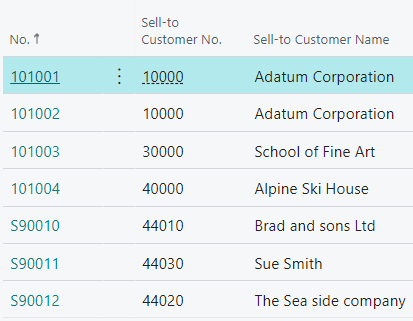 No. ↑ Sell-to Customer No. Sell-to Customer Name
101001 10000 Adatum Corporation
101002 10000 Adatum Corporation
101003 30000 School of Fine Art
101004 40000 Alpine Ski House
S90010 44010 Brad and sons Ltd
S90011 44030 Sue Smith
S90012 44020 The Sea side company